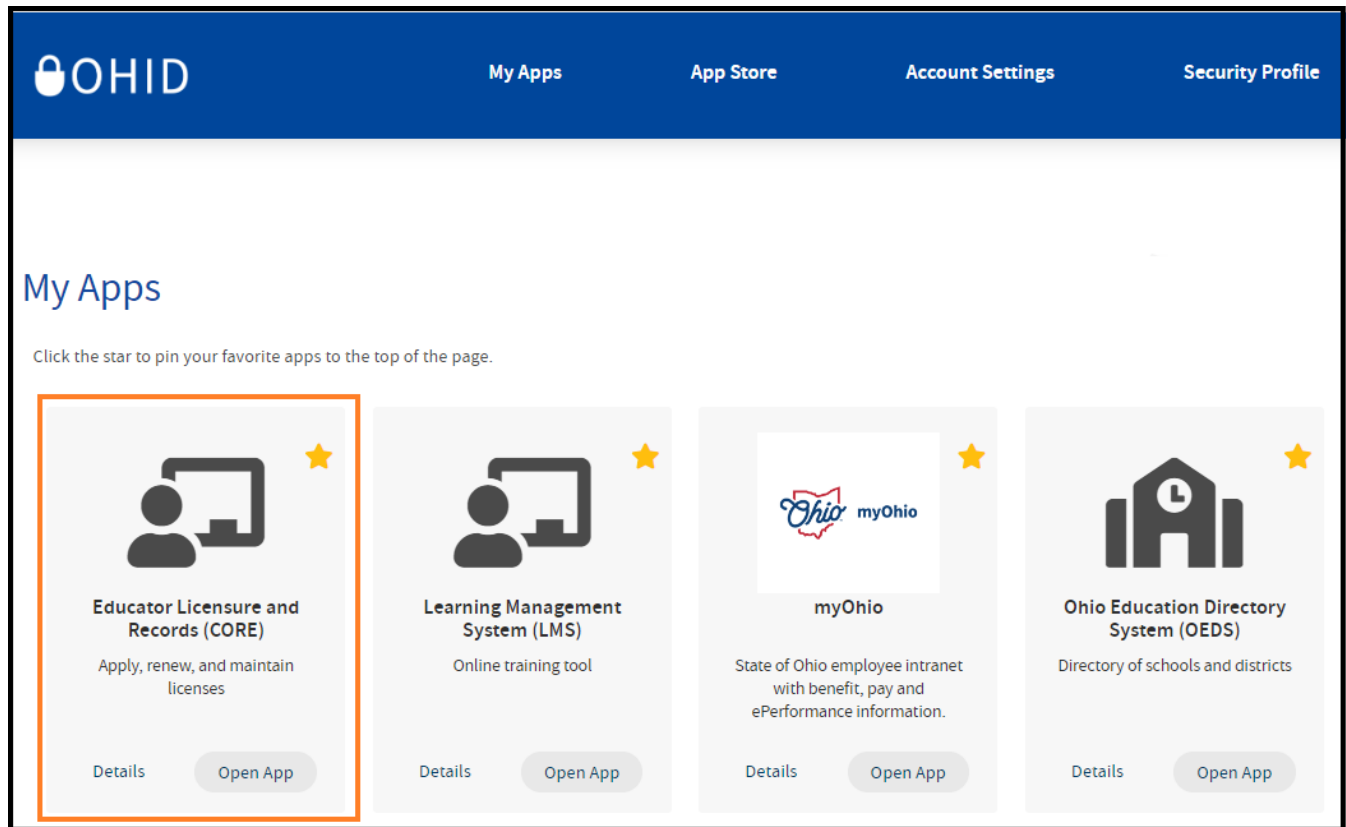 OHID
My Apps
App Store
Account Settings
Security Profile
My Apps
Click the star to pin your favorite apps to the top of the page.
Educator Licensure and
Records (CORE)
Apply, renew, and maintain
licenses
Details
Open App
Learning Management
System (LMS)
Online training tool
Details
Open App
Ohio myOhio
myOhio
State of Ohio employee intranet
with benefit, pay and
ePerformance information.
Details
Open App
Ohio Education Directory
System (OEDS)
Directory of schools and districts
Details
Open App